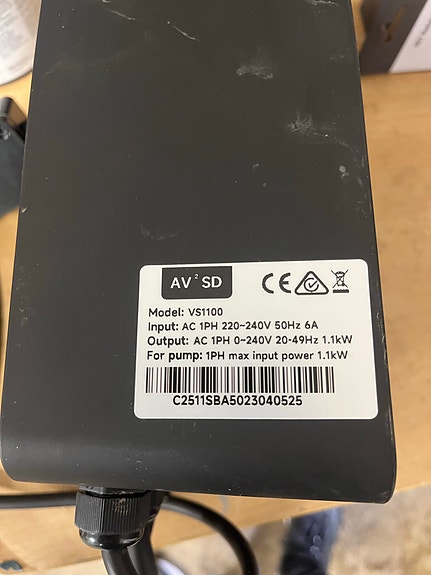 AV²SD
CE
Model: VS1100
Input: AC 1PH 220~240V 50Hz 6A
Output: AC 1PH 0~240V 20-49Hz 1.1kW
For pump: 1PH max input power 1.1kW
C2511SBA5023040525